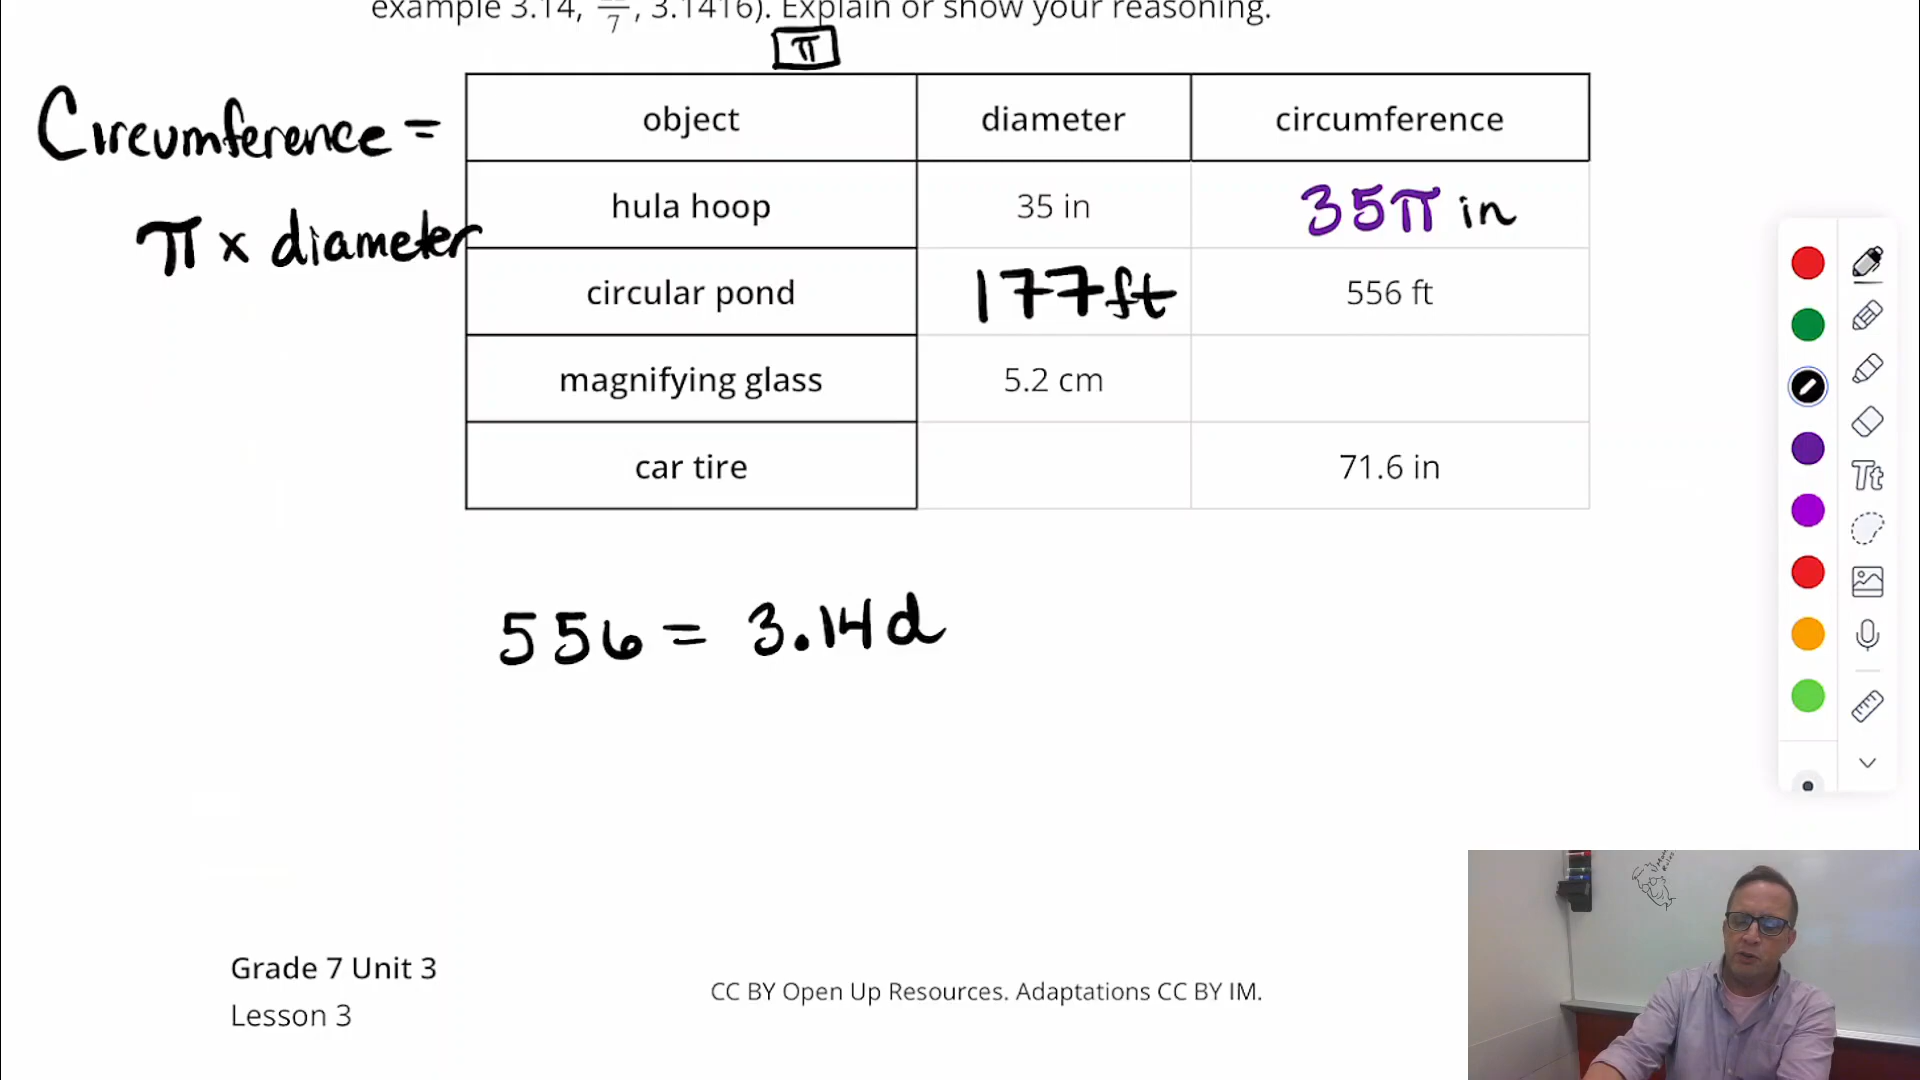 example 3.14, /7, 3.1416). Explain or show your reasoning.
π
Circumference =
π x diameter
object diameter circumference
hula hoop 35 in 35π in
circular pond 177ft 556 ft
magnifying glass 5.2 cm
car tire 71.6 in
556 = 3.14d
Tt
Grade 7 Unit 3
Lesson 3
CC BY Open Up Resources. Adaptations CC BY IM.